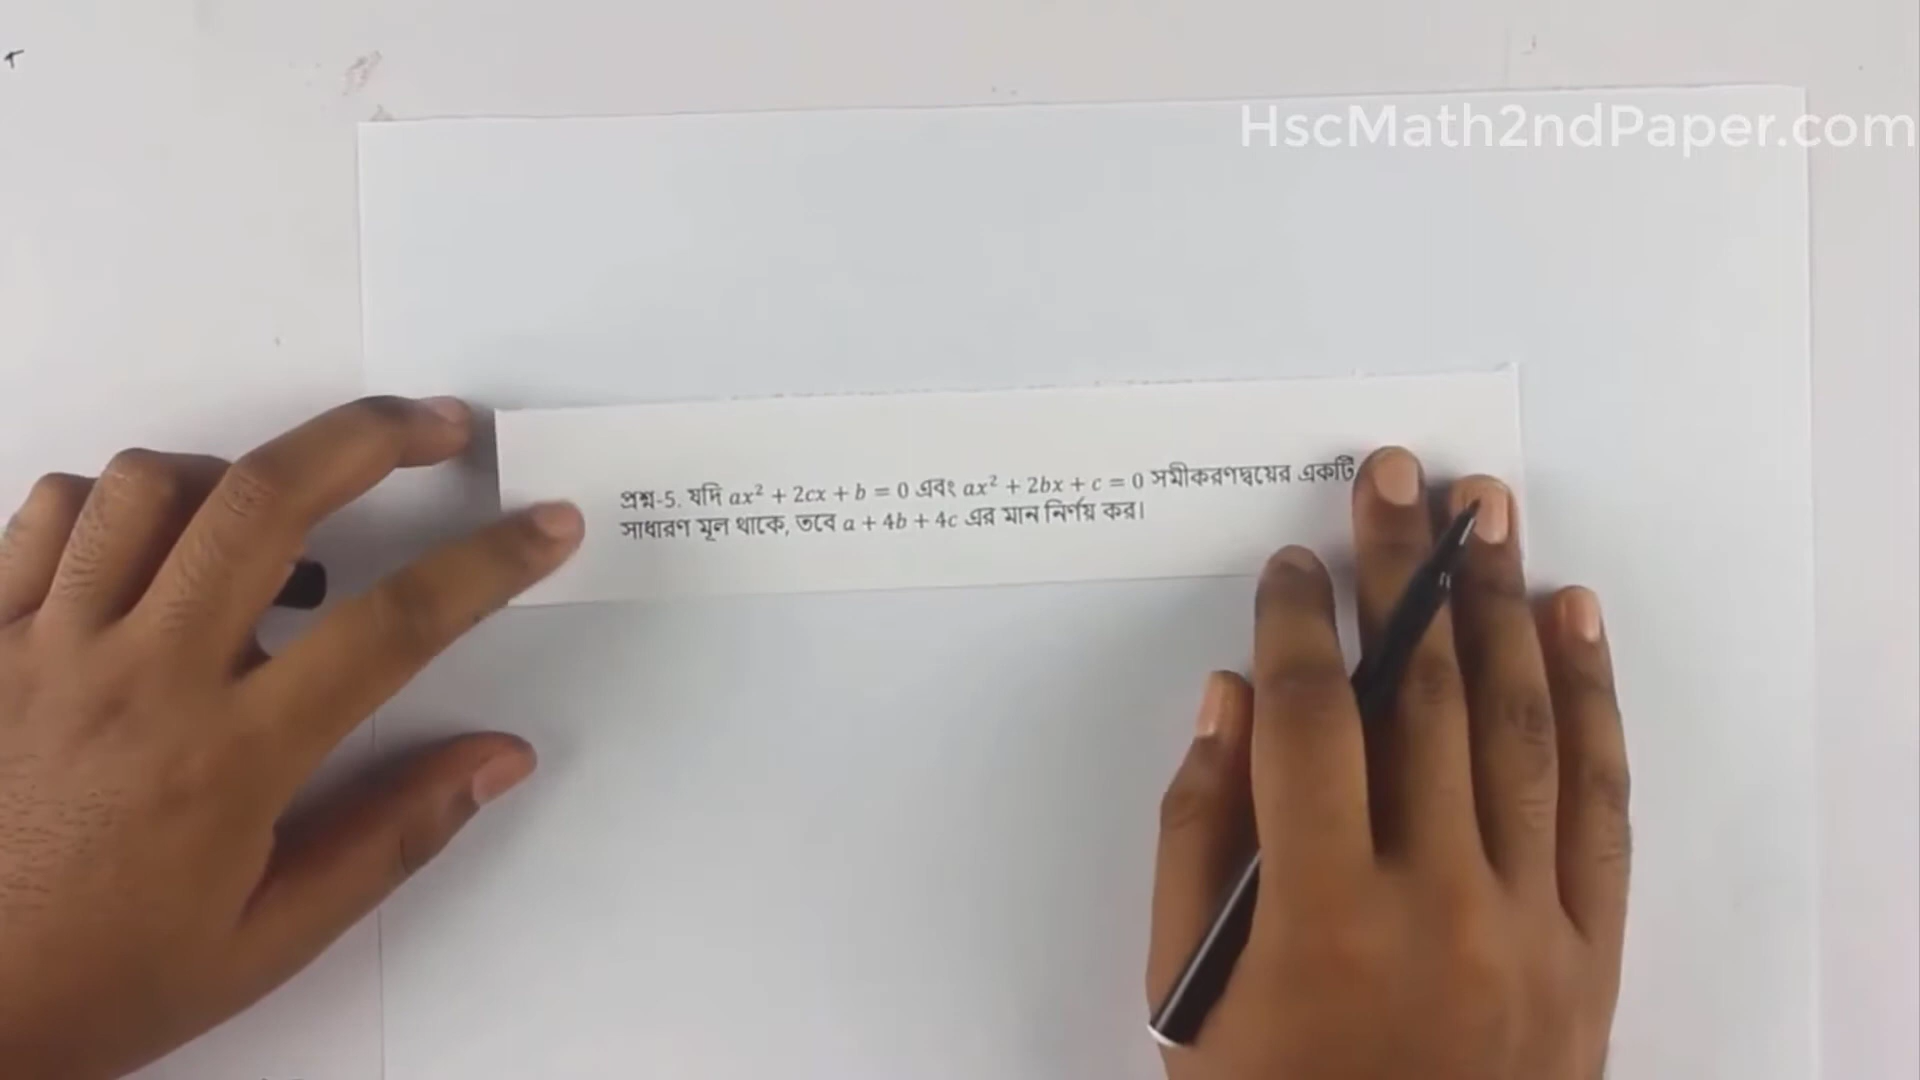 HscMath2ndPaper.com
প্রশ্ন-5. যদি ax² + 2cx + b = 0 এবং ax² + 2bx + c = 0 সমীকরণদ্বয়ের একটি
সাধারণ মূল থাকে, তবে a + 4b + 4c এর মান নির্ণয় কর।